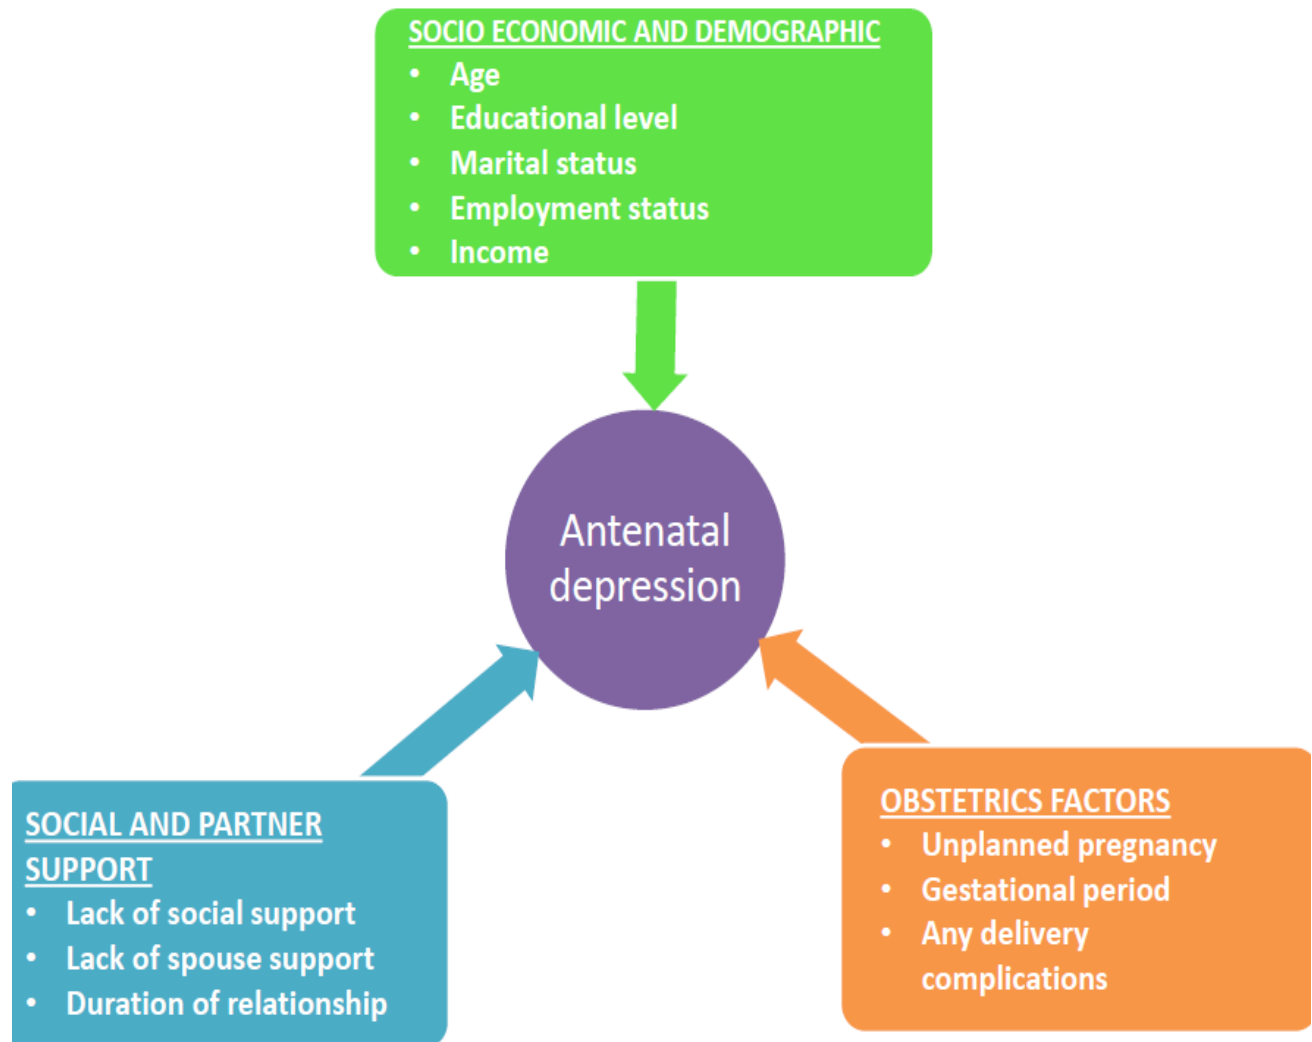 SOCIO ECONOMIC AND DEMOGRAPHIC
• Age
• Educational level
• Marital status
• Employment status
• Income
Antenatal
depression
SOCIAL AND PARTNER
SUPPORT
• Lack of social support
• Lack of spouse support
• Duration of relationship
OBSTETRICS FACTORS
• Unplanned pregnancy
• Gestational period
• Any delivery
complications